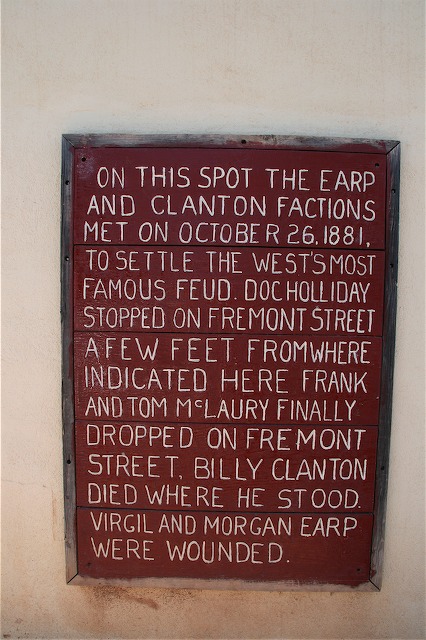 ON THIS SPOT THE EARP
AND CLANTON FACTIONS
MET ON OCTOBER 26, 1881,
TO SETTLE THE WEST'S MOST
FAMOUS FEUD. DOC HOLLIDAY
STOPPED ON FREMONT STREET
A FEW FEET FROM WHERE
INDICATED HERE FRANK
AND TOM McLAURY FINALLY
DROPPED ON FREMONT
STREET, BILLY CLANTON
DIED WHERE HE STOOD.
VIRGIL AND MORGAN EARP
WERE WOUNDED.